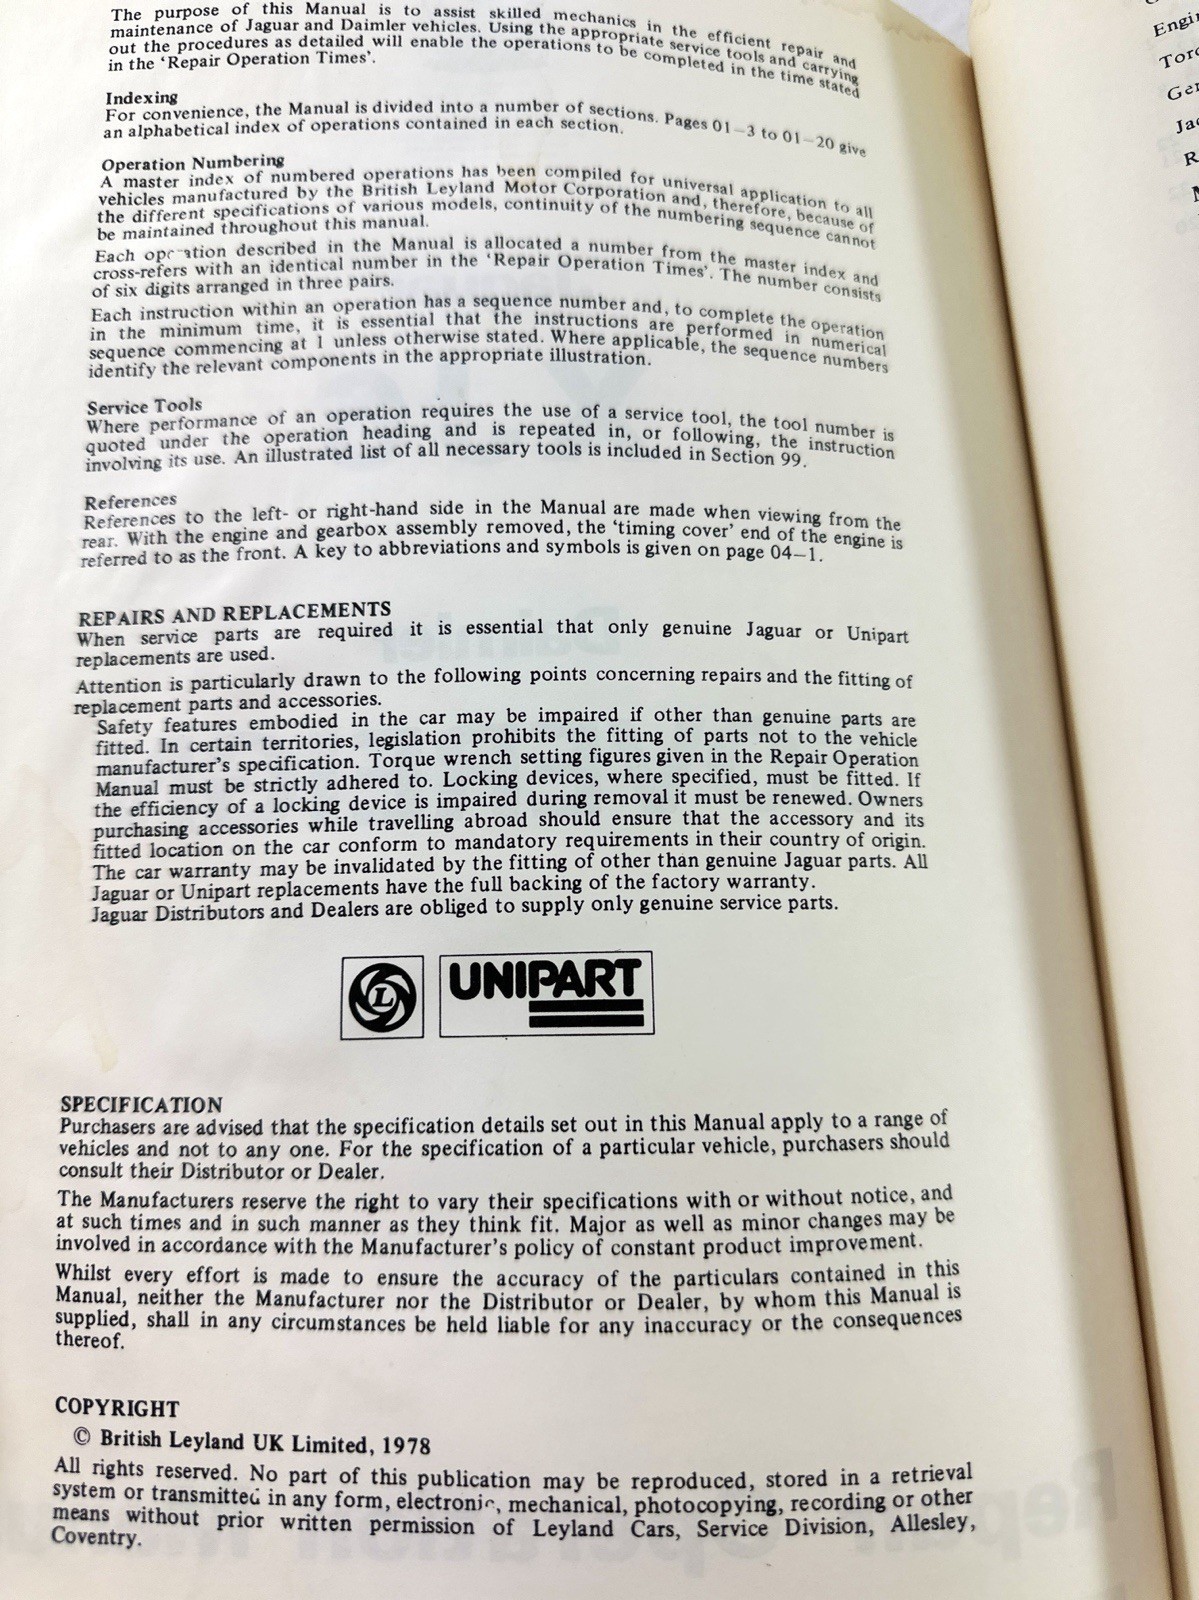 The purpose of this Manual is to assist skilled mechanics in the efficient repair and
maintenance of Jaguar and Daimler vehicles. Using the appropriate service tools and carrying
out the procedures as detailed will enable the operations to be completed in the time stated
in the ‘Repair Operation Times’.
Indexing
For convenience, the Manual is divided into a number of sections. Pages 01–3 to 01–20 give
an alphabetical index of operations contained in each section.
Operation Numbering
A master index of numbered operations has been compiled for universal application to all
vehicles manufactured by the British Leyland Motor Corporation and, therefore, because of
the different specifications of various models, continuity of the numbering sequence cannot
be maintained throughout this manual.
Each operation described in the Manual is allocated a number from the master index and
cross-refers with an identical number in the ‘Repair Operation Times’. The number consists
of six digits arranged in three pairs.
Each instruction within an operation has a sequence number and, to complete the operation
in the minimum time, it is essential that the instructions are performed in numerical
sequence commencing at 1 unless otherwise stated. Where applicable, the sequence numbers
identify the relevant components in the appropriate illustration.
Service Tools
Where performance of an operation requires the use of a service tool, the tool number is
quoted under the operation heading and is repeated in, or following, the instruction
involving its use. An illustrated list of all necessary tools is included in Section 99.
References
References to the left- or right-hand side in the Manual are made when viewing from the
rear. With the engine and gearbox assembly removed, the ‘timing cover’ end of the engine is
referred to as the front. A key to abbreviations and symbols is given on page 04–1.
REPAIRS AND REPLACEMENTS
When service parts are required it is essential that only genuine Jaguar or Unipart
replacements are used.
Attention is particularly drawn to the following points concerning repairs and the fitting of
replacement parts and accessories.
Safety features embodied in the car may be impaired if other than genuine parts are
fitted. In certain territories, legislation prohibits the fitting of parts not to the vehicle
manufacturer’s specification. Torque wrench setting figures given in the Repair Operation
Manual must be strictly adhered to. Locking devices, where specified, must be fitted. If
the efficiency of a locking device is impaired during removal it must be renewed. Owners
purchasing accessories while travelling abroad should ensure that the accessory and its
fitted location on the car conform to mandatory requirements in their country of origin.
The car warranty may be invalidated by the fitting of other than genuine Jaguar parts. All
Jaguar or Unipart replacements have the full backing of the factory warranty.
Jaguar Distributors and Dealers are obliged to supply only genuine service parts.
L UNIPART
SPECIFICATION
Purchasers are advised that the specification details set out in this Manual apply to a range of
vehicles and not to any one. For the specification of a particular vehicle, purchasers should
consult their Distributor or Dealer.
The Manufacturers reserve the right to vary their specifications with or without notice, and
at such times and in such manner as they think fit. Major as well as minor changes may be
involved in accordance with the Manufacturer’s policy of constant product improvement.
Whilst every effort is made to ensure the accuracy of the particulars contained in this
Manual, neither the Manufacturer nor the Distributor or Dealer, by whom this Manual is
supplied, shall in any circumstances be held liable for any inaccuracy or the consequences
thereof.
COPYRIGHT
© British Leyland UK Limited, 1978
All rights reserved. No part of this publication may be reproduced, stored in a retrieval
system or transmitted in any form, electronic, mechanical, photocopying, recording or other
means without prior written permission of Leyland Cars, Service Division, Allesley,
Coventry.